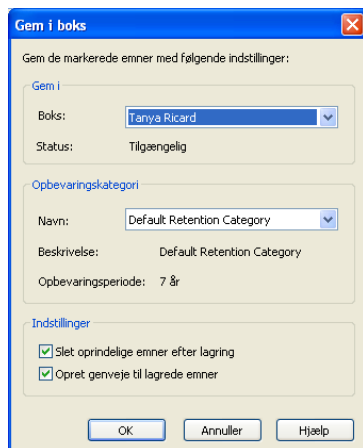 Gem i boks
Gem de markerede emner med følgende indstillinger:
Gem i
Boks: Tanya Ricard
Status: Tilgængelig
Opbevaringskategori
Navn: Default Retention Category
Beskrivelse: Default Retention Category
Opbevaringsperiode: 7 år
Indstillinger
Slet oprindelige emner efter lagring
Opret genveje til lagrede emner
OK Annuller Hjælp